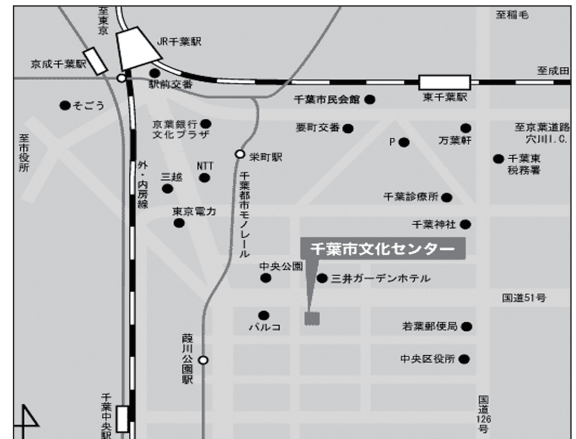 至東京
至稲毛
JR千葉駅
京成千葉駅
至成田
駅前交番
東千葉駅
千葉市民会館
そごう
京葉銀行
文化プラザ
要町交番
P
万葉軒
至京葉道路
穴川I.C.
至市役所
外・内房線
栄町駅
千葉東
税務署
NTT
三越
千葉都市モノレール
千葉診療所
東京電力
千葉神社
千葉市文化センター
中央公園
三井ガーデンホテル
国道51号
パルコ
若葉郵便局
葭川公園駅
中央区役所
千葉中央駅
国道126号